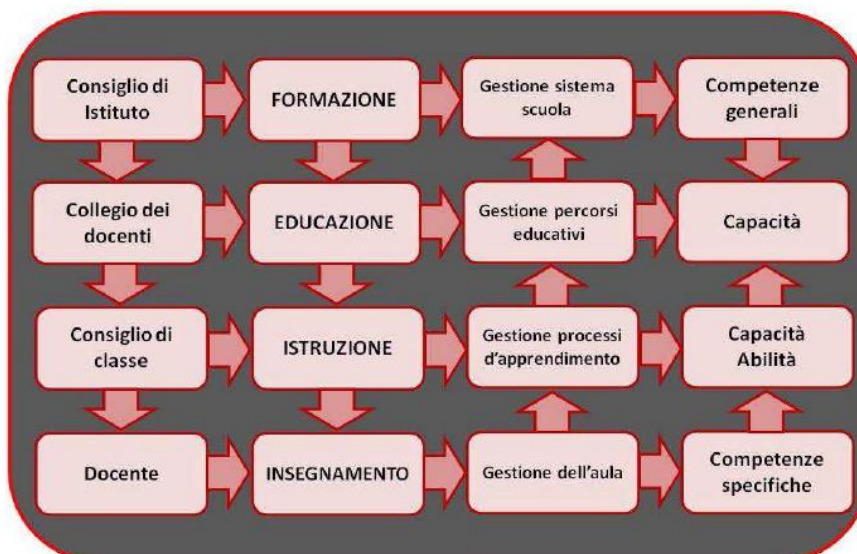 Consiglio di
Istituto
FORMAZIONE
Gestione sistema
scuola
Competenze
generali
Collegio dei
docenti
EDUCAZIONE
Gestione percorsi
educativi
Capacità
Consiglio di
classe
ISTRUZIONE
Gestione processi
d'apprendimento
Capacità
Abilità
Docente
INSEGNAMENTO
Gestione dell'aula
Competenze
specifiche